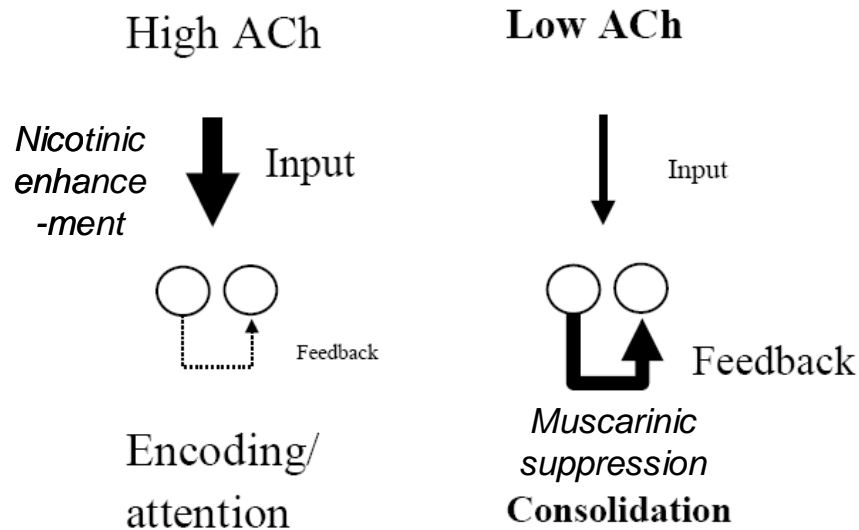 High ACh
Nicotinic
enhance
-ment
Input
Feedback
Encoding/
attention
Low ACh
Input
Feedback
Muscarinic
suppression
Consolidation